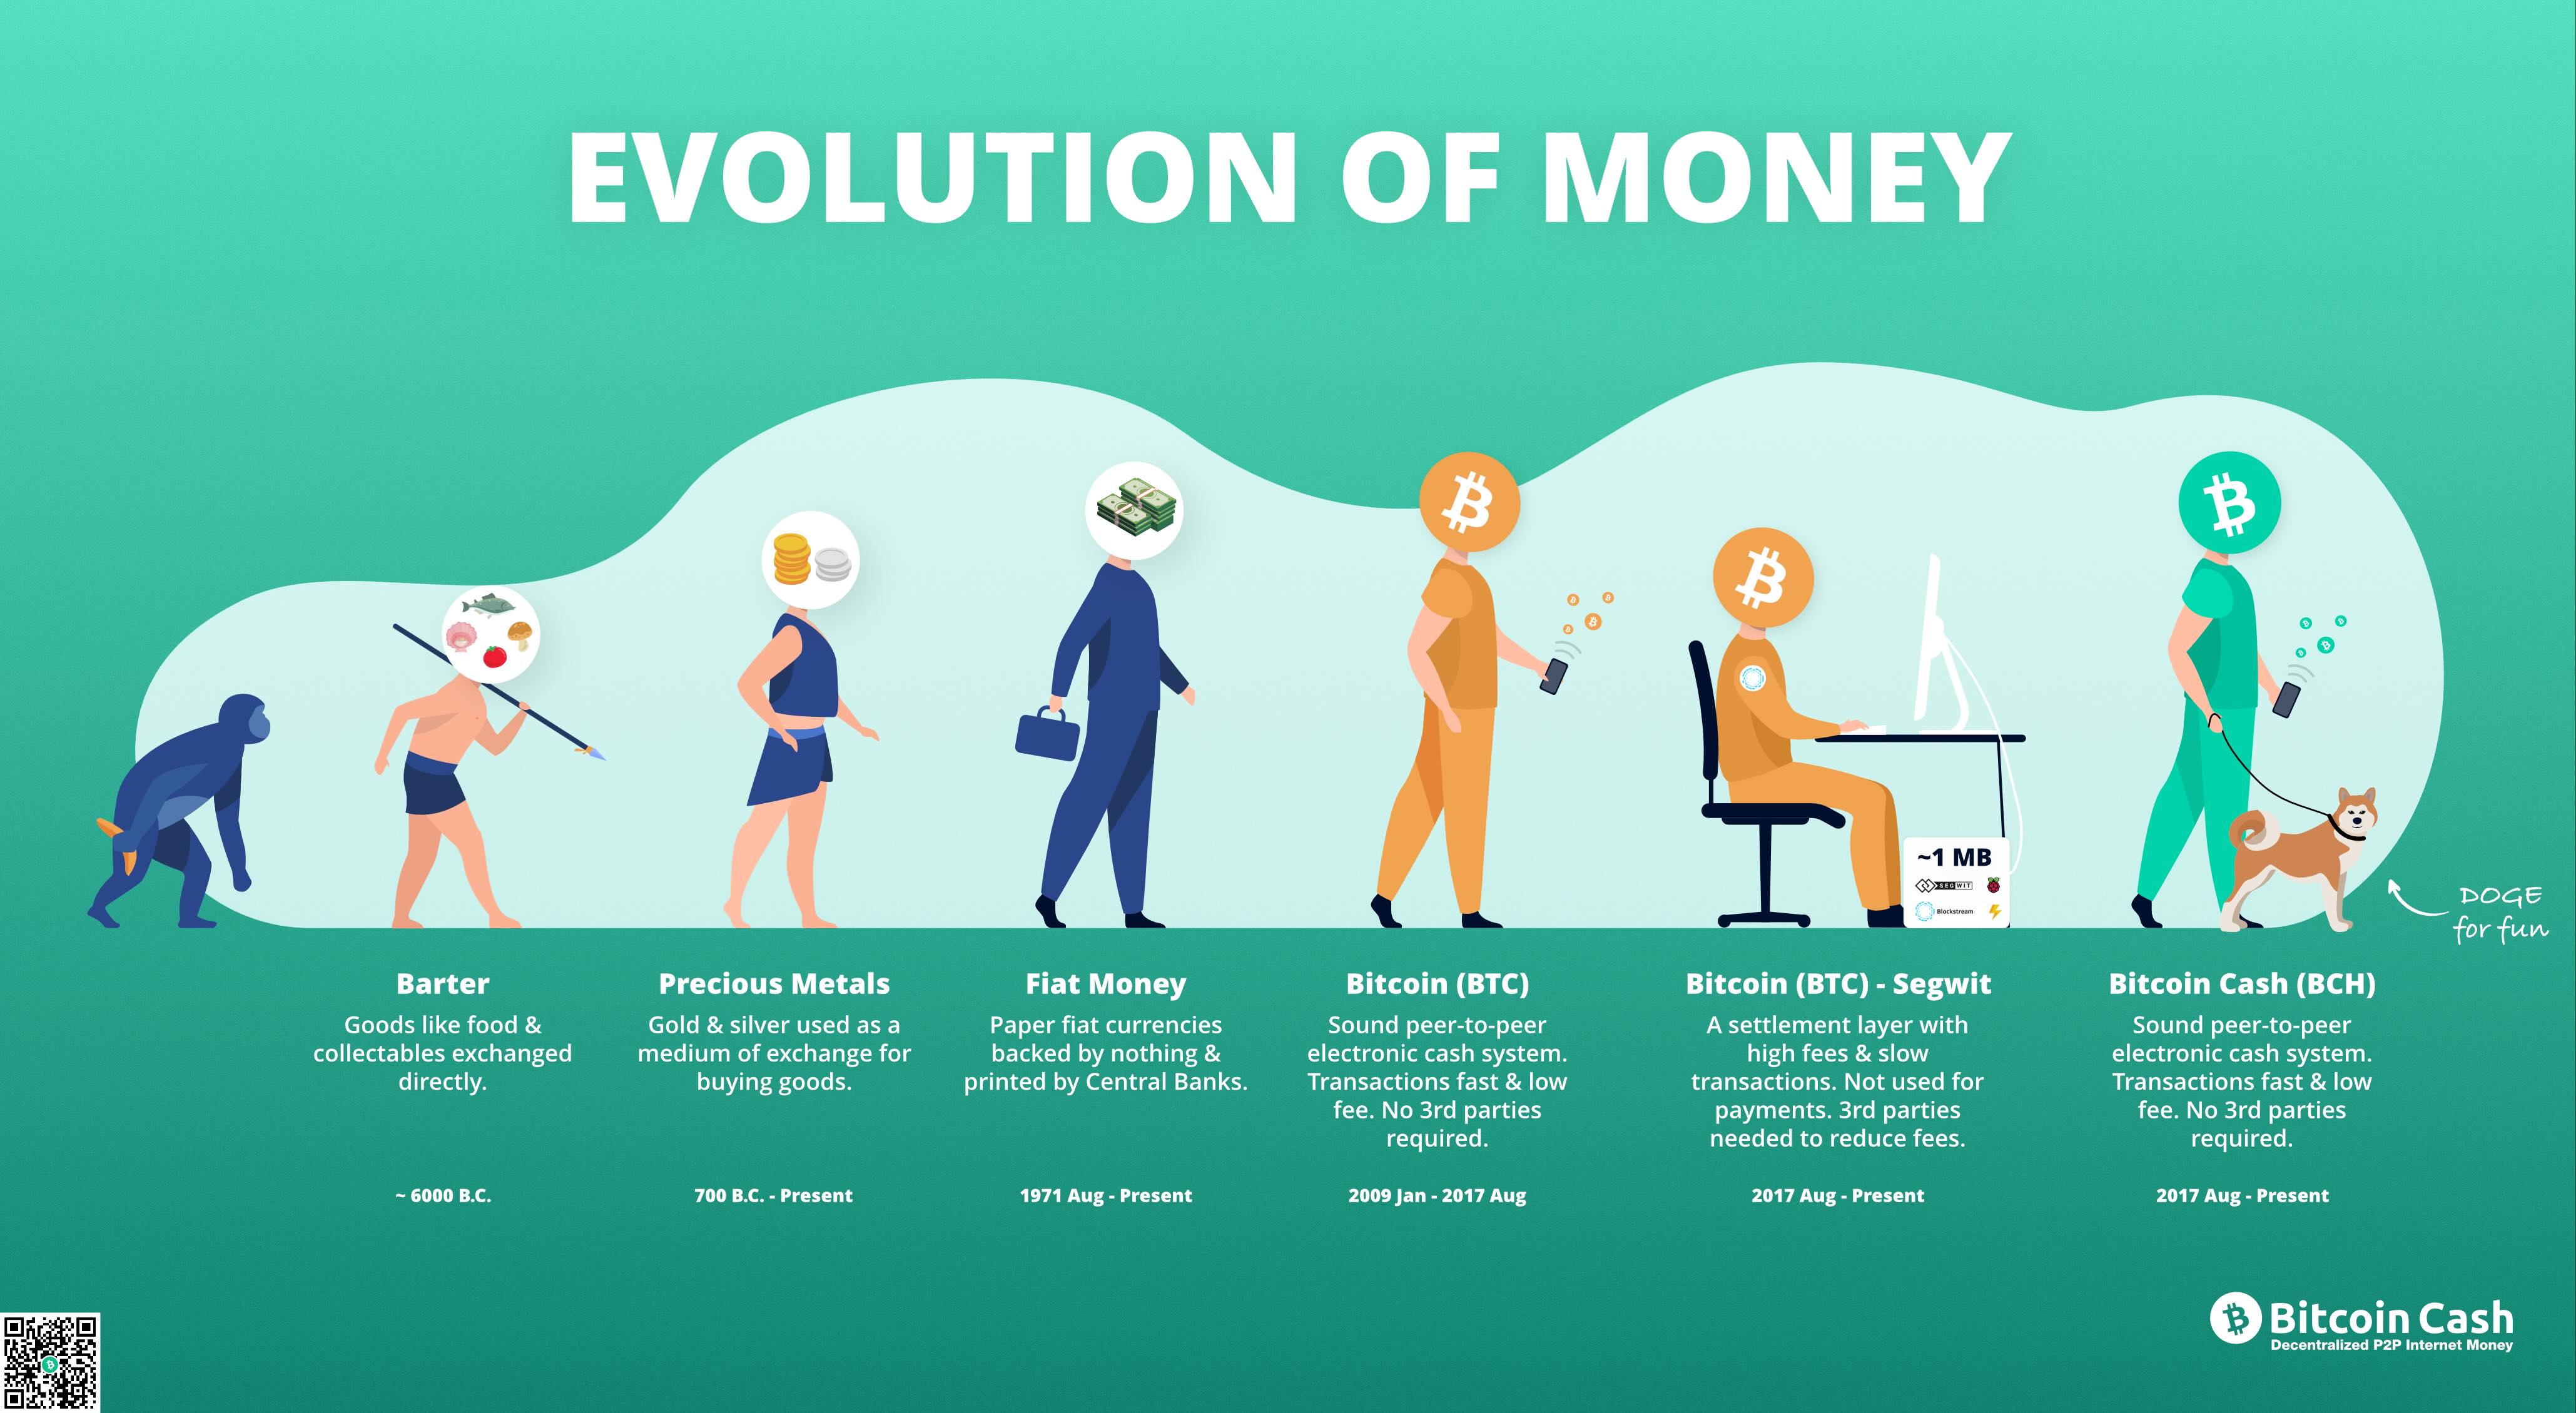 EVOLUTION OF MONEY
~1 MB
SEGWIT
Blockstream
DOGE
for fun
Barter
Goods like food &
collectables exchanged
directly.
~ 6000 B.C.
Precious Metals
Gold & silver used as a
medium of exchange for
buying goods.
700 B.C. - Present
Fiat Money
Paper fiat currencies
backed by nothing &
printed by Central Banks.
1971 Aug - Present
Bitcoin (BTC)
Sound peer-to-peer
electronic cash system.
Transactions fast & low
fee. No 3rd parties
required.
2009 Jan - 2017 Aug
Bitcoin (BTC) - Segwit
A settlement layer with
high fees & slow
transactions. Not used for
payments. 3rd parties
needed to reduce fees.
2017 Aug - Present
Bitcoin Cash (BCH)
Sound peer-to-peer
electronic cash system.
Transactions fast & low
fee. No 3rd parties
required.
2017 Aug - Present
Bitcoin Cash
Decentralized P2P Internet Money